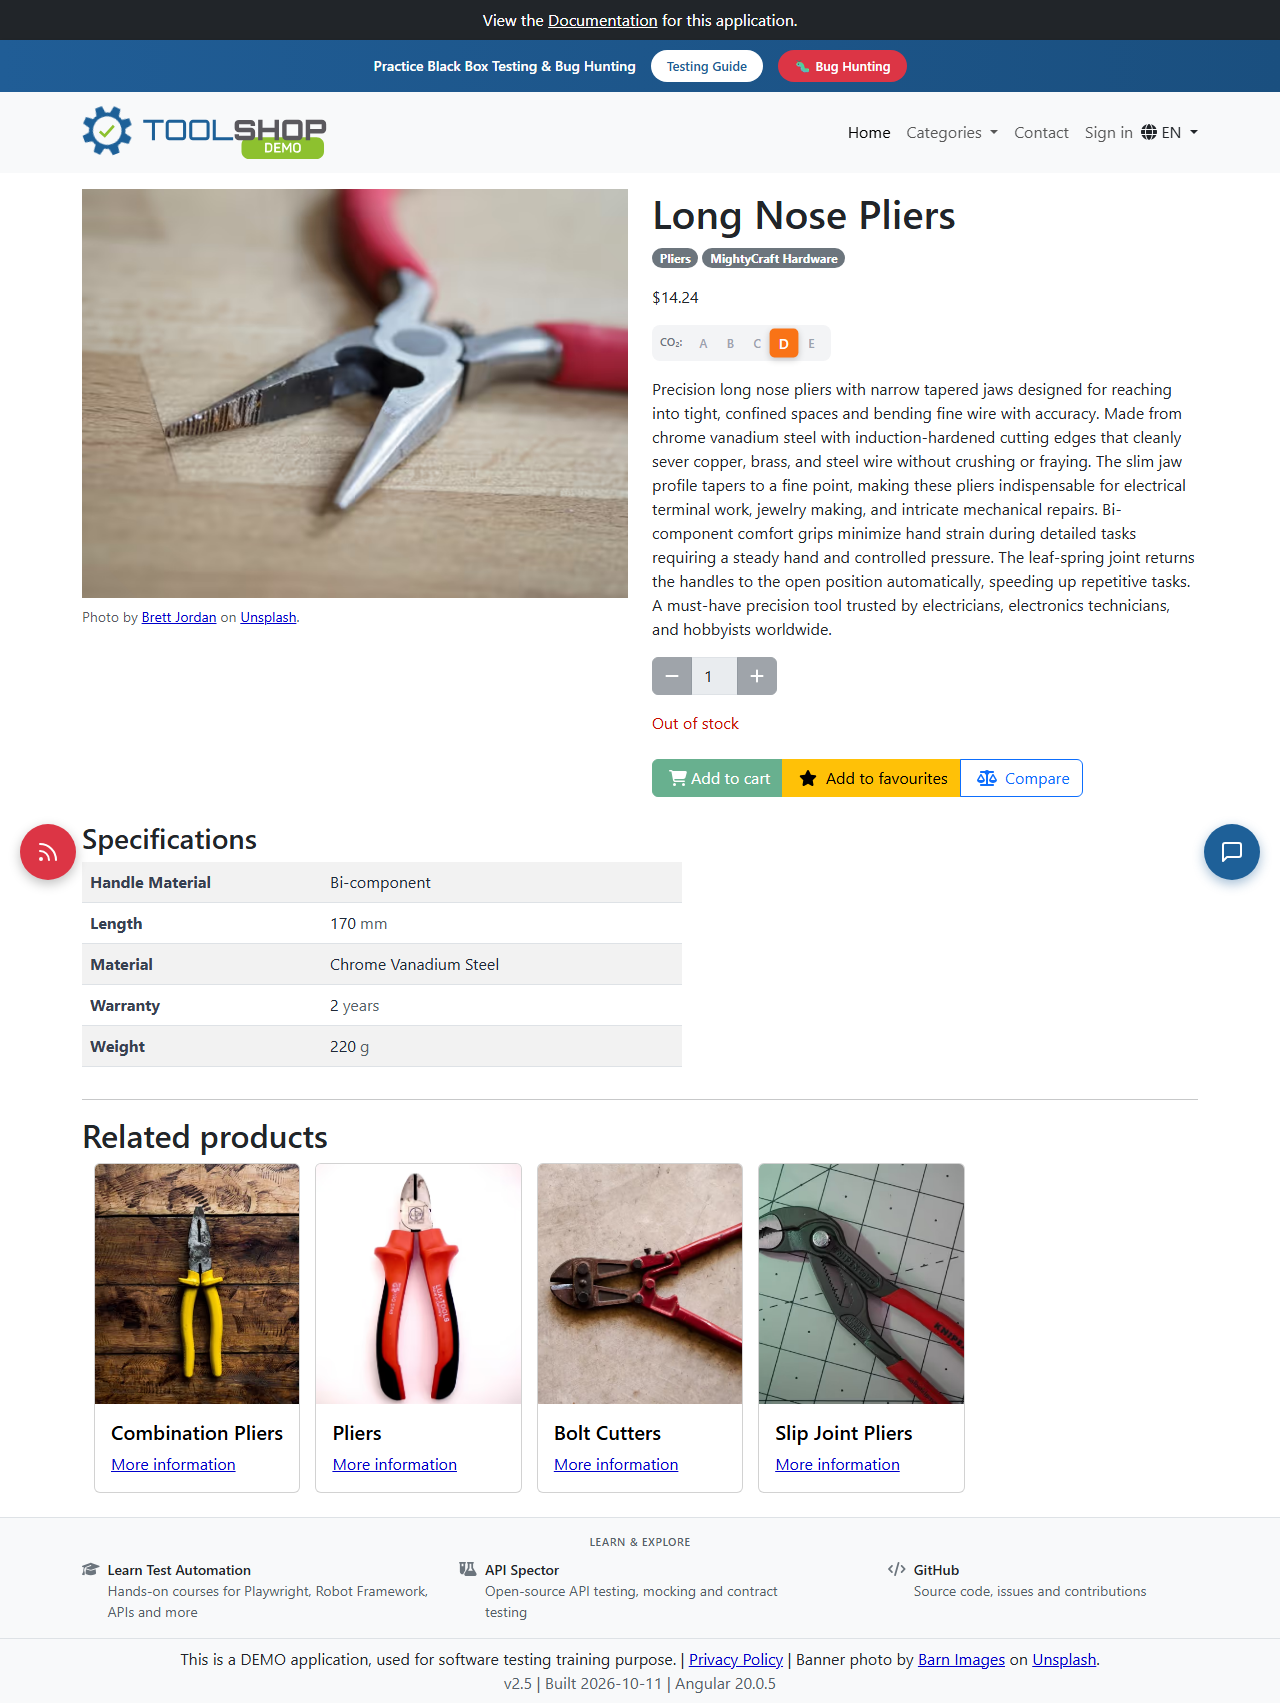 View the Documentation for this application.
Practice Black Box Testing & Bug Hunting
Testing Guide
Bug Hunting
TOOLSHOP
DEMO
Home
Categories
Contact
Sign in
EN
Long Nose Pliers
Pliers
MightyCraft Hardware
$14.24
CO₂:
A
B
C
D
E
Precision long nose pliers with narrow tapered jaws designed for reaching
into tight, confined spaces and bending fine wire with accuracy. Made from
chrome vanadium steel with induction-hardened cutting edges that cleanly
sever copper, brass, and steel wire without crushing or fraying. The slim jaw
profile tapers to a fine point, making these pliers indispensable for electrical
terminal work, jewelry making, and intricate mechanical repairs. Bi-
component comfort grips minimize hand strain during detailed tasks
requiring a steady hand and controlled pressure. The leaf-spring joint returns
the handles to the open position automatically, speeding up repetitive tasks.
A must-have precision tool trusted by electricians, electronics technicians,
and hobbyists worldwide.
Photo by Brett Jordan on Unsplash.
1
Out of stock
Add to cart
Add to favourites
Compare
Specifications
Handle Material Bi-component
Length 170 mm
Material Chrome Vanadium Steel
Warranty 2 years
Weight 220 g
Related products
Combination Pliers
More information
Pliers
More information
Bolt Cutters
More information
Slip Joint Pliers
More information
LEARN & EXPLORE
Learn Test Automation
Hands-on courses for Playwright, Robot Framework,
APIs and more
API Spector
Open-source API testing, mocking and contract
testing
GitHub
Source code, issues and contributions
This is a DEMO application, used for software testing training purpose. | Privacy Policy | Banner photo by Barn Images on Unsplash.
v2.5 | Built 2026-10-11 | Angular 20.0.5